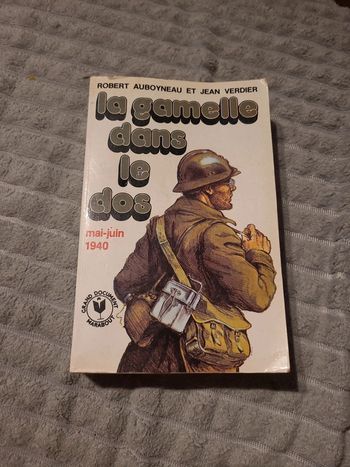 ROBERT AUBOYNEAU ET JEAN VERDIER
la gamelle
dans
le
dos
mai-juin
1940
GRAND DOCUMENT
MARABOUT